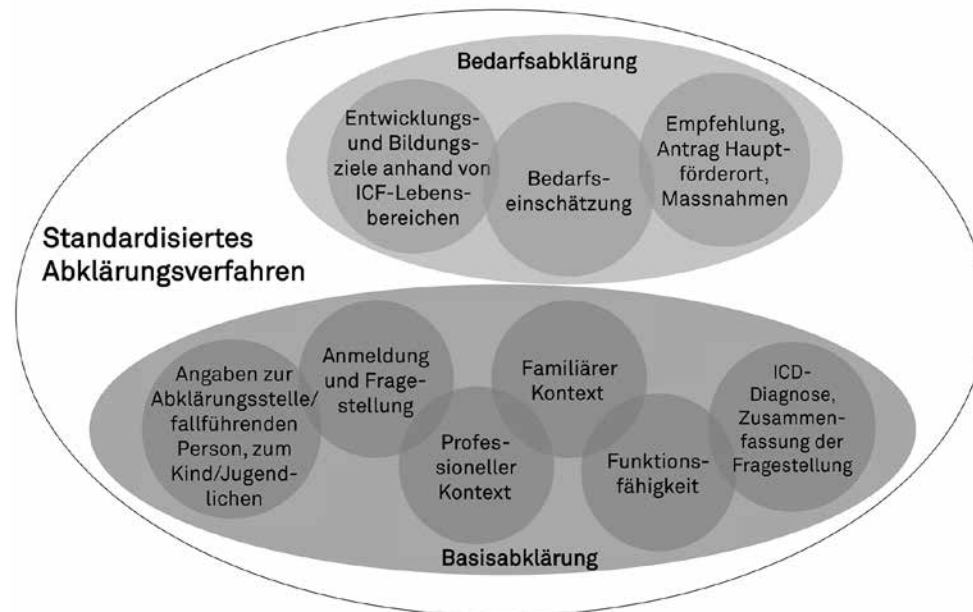 Bedarfsabklärung
Entwicklungs-
und Bildungs-
ziele anhand von
ICF-Lebens-
bereichen
Bedarfs-
einschätzung
Empfehlung,
Antrag Haupt-
förderort,
Massnahmen
Standardisiertes
Abklärungsverfahren
Angaben zur
Abklärungsstelle/
fallführenden
Person, zum
Kind/Jugend-
lichen
Anmeldung
und Frage-
stellung
Profes-
sioneller
Kontext
Familiärer
Kontext
Funktions-
fähigkeit
ICD-
Diagnose,
Zusammen-
fassung der
Fragestellung
Basisabklärung